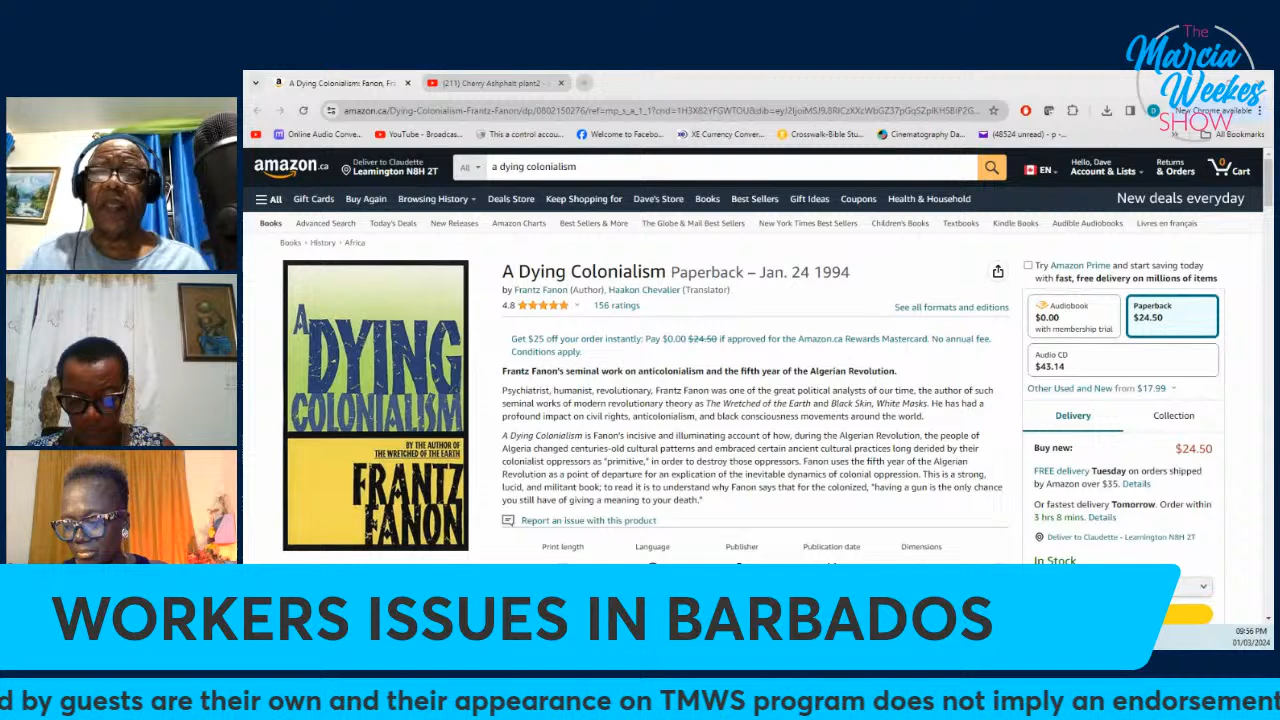 The
Marcia
Weekes
SHOW
A Dying Colonialism: Fanon, Fr
(211) Cherry Ashphalt plant2 -
New Chrome available
Online Audio Conve...
YouTube - Broadcas...
This a control accou...
Welcome to Facebo...
XE Currency Conver...
Crosswalk-Bible Stu...
Cinematography Da...
(48524 unread) - p -...
All Bookmarks
amazon.ca
Deliver to Claudette
Leamington N8H 2T
All
a dying colonialism
EN
Hello, Dave
Account & Lists
Returns
& Orders
0
Cart
All Gift Cards Buy Again Browsing History Deals Store Keep Shopping for Dave's Store Books Best Sellers Gift Ideas Coupons Health & Household
New deals everyday
Books Advanced Search Today's Deals New Releases Amazon Charts Best Sellers & More The Globe & Mail Best Sellers New York Times Best Sellers Children's Books Textbooks Kindle Books Audible Audiobooks Livres en français
Books › History › Africa
A DYING
COLONIALISM
BY THE AUTHOR OF
THE WRETCHED OF THE EARTH
FRANTZ
FANON
A Dying Colonialism Paperback – Jan. 24 1994
by Frantz Fanon (Author), Haakon Chevalier (Translator)
4.8 156 ratings
See all formats and editions
Get $25 off your order instantly: Pay $0.00 $24.50 if approved for the Amazon.ca Rewards Mastercard. No annual fee.
Conditions apply.
Frantz Fanon's seminal work on anticolonialism and the fifth year of the Algerian Revolution.
Psychiatrist, humanist, revolutionary, Frantz Fanon was one of the great political analysts of our time, the author of such
seminal works of modern revolutionary theory as The Wretched of the Earth and Black Skin, White Masks. He has had a
profound impact on civil rights, anticolonialism, and black consciousness movements around the world.
A Dying Colonialism is Fanon's incisive and illuminating account of how, during the Algerian Revolution, the people of
Algeria changed centuries-old cultural patterns and embraced certain ancient cultural practices long derided by their
colonialist oppressors as "primitive," in order to destroy those oppressors. Fanon uses the fifth year of the Algerian
Revolution as a point of departure for an explication of the inevitable dynamics of colonial oppression. This is a strong,
lucid, and militant book; to read it is to understand why Fanon says that for the colonized, "having a gun is the only chance
you still have of giving a meaning to your death."
Report an issue with this product
Print length Language Publisher Publication date Dimensions
Try Amazon Prime and start saving today
with fast, free delivery on millions of items
Audiobook
$0.00
with membership trial
Paperback
$24.50
Audio CD
$43.14
Other Used and New from $17.99
Delivery Collection
Buy new: $24.50
FREE delivery Tuesday on orders shipped
by Amazon over $35. Details
Or fastest delivery Tomorrow. Order within
3 hrs 8 mins. Details
Deliver to Claudette - Leamington N8H 2T
In Stock
09:56 PM
01/03/2024
WORKERS ISSUES IN BARBADOS
d by guests are their own and their appearance on TMWS program does not imply an endorsement